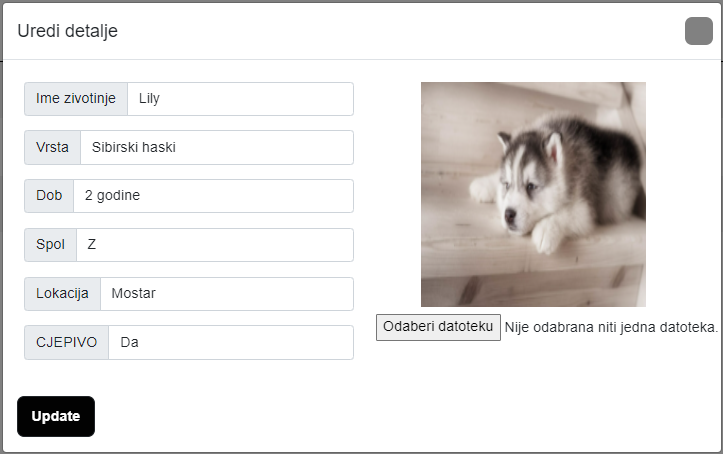 Uredi detalje
Ime zivotinje Lily
Vrsta Sibirski haski
Dob 2 godine
Spol Z
Lokacija Mostar
CJEPIVO Da
Odaberi datoteku Nije odabrana niti jedna datoteka.
Update